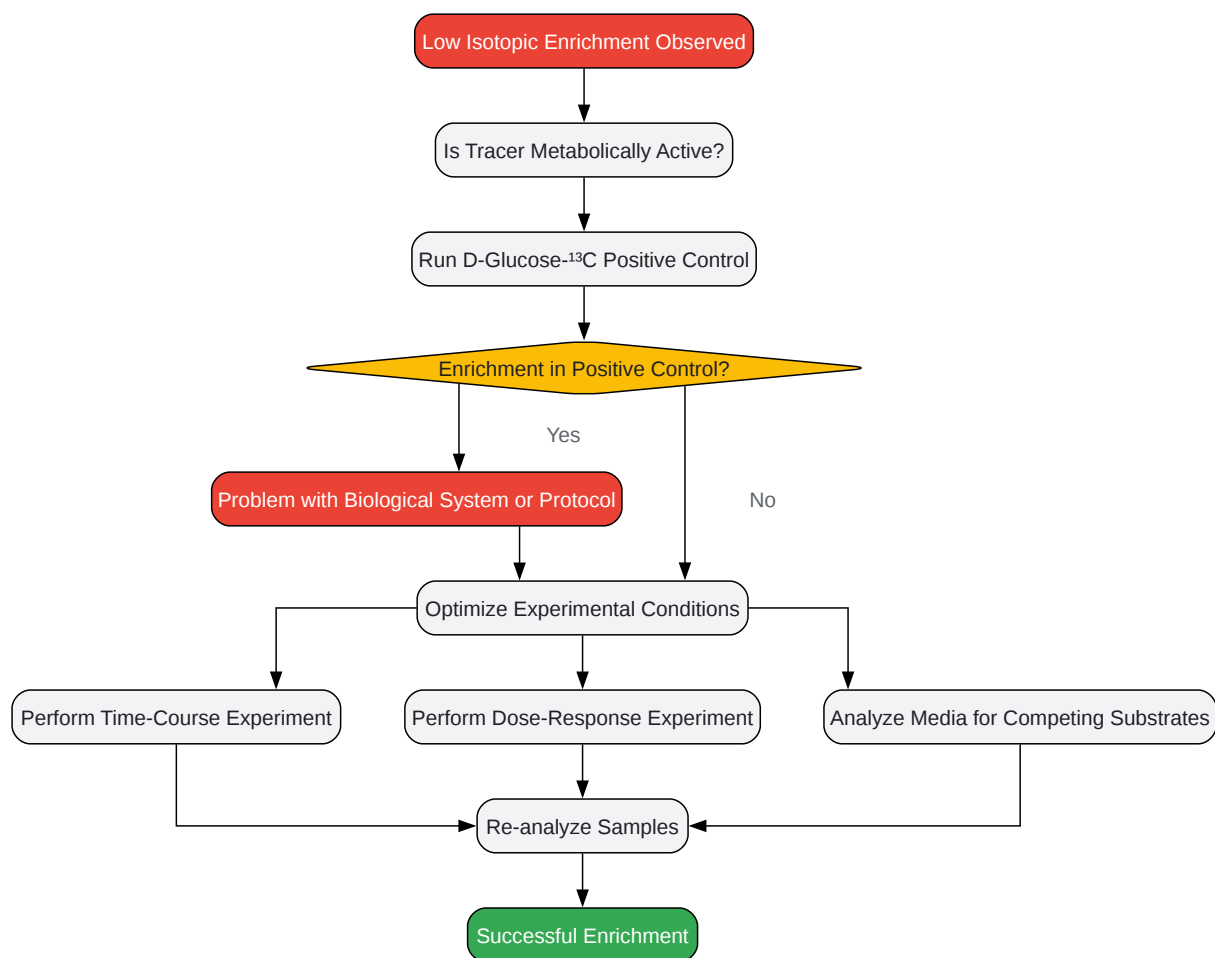 Low Isotopic Enrichment Observed
Is Tracer Metabolically Active?
Run D-Glucose-¹³C Positive Control
Enrichment in Positive Control?
Yes
Problem with Biological System or Protocol
No
Optimize Experimental Conditions
Perform Time-Course Experiment
Perform Dose-Response Experiment
Analyze Media for Competing Substrates
Re-analyze Samples
Successful Enrichment